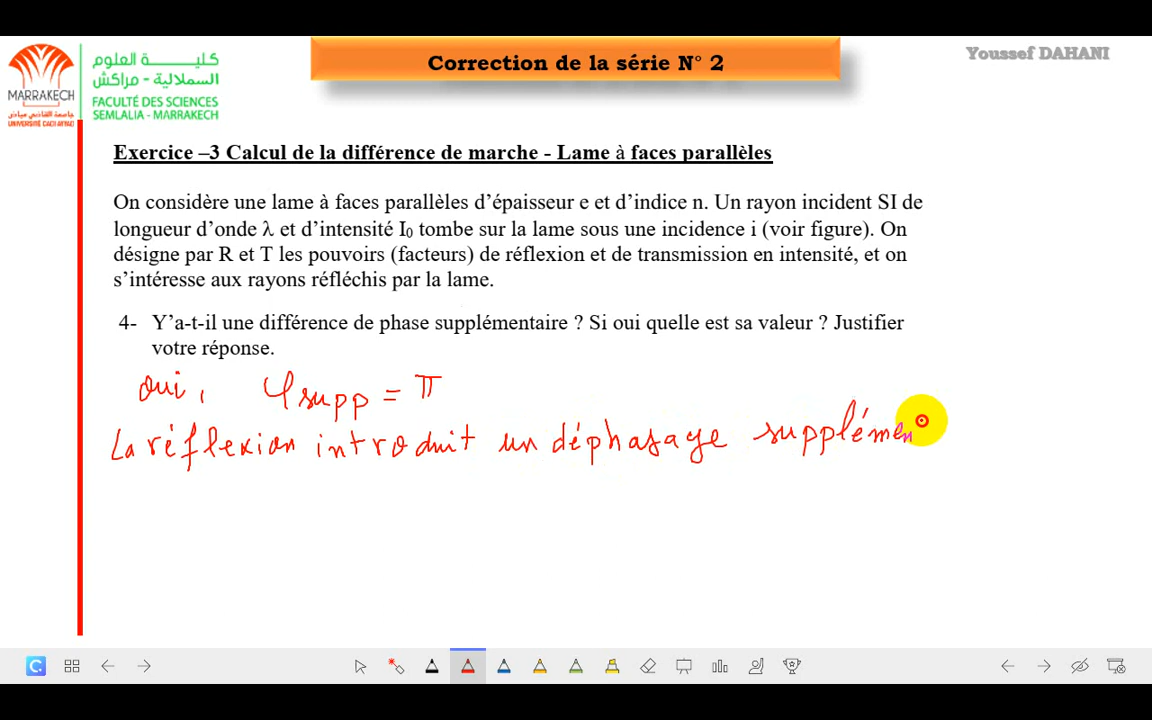 Correction de la série N° 2
Youssef DAHANI
كليـــة العلوم
السملالية - مراكش
FACULTÉ DES SCIENCES
SEMLALIA - MARRAKECH
MARRAKECH
UNIVERSITÉ CADI AYYAD
Exercice –3 Calcul de la différence de marche - Lame à faces parallèles
On considère une lame à faces parallèles d’épaisseur e et d’indice n. Un rayon incident SI de
longueur d’onde λ et d’intensité I₀ tombe sur la lame sous une incidence i (voir figure). On
désigne par R et T les pouvoirs (facteurs) de réflexion et de transmission en intensité, et on
s’intéresse aux rayons réfléchis par la lame.
4- Y’a-t-il une différence de phase supplémentaire ? Si oui quelle est sa valeur ? Justifier
votre réponse.
oui, φsupp = π
La réflexion introduit un déphasage supplémen